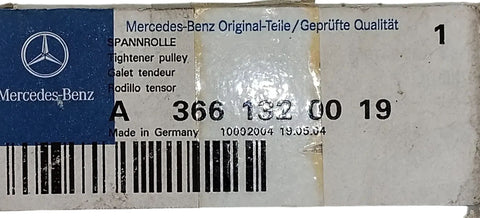 Mercedes-Benz Original-Teile/Geprüfte Qualität
1
SPANNROLLE
Tightener pulley
Galet tendeur
Rodillo tensor
Mercedes-Benz
A 366 132 00 19
Made in Germany 10092004 19.05.04